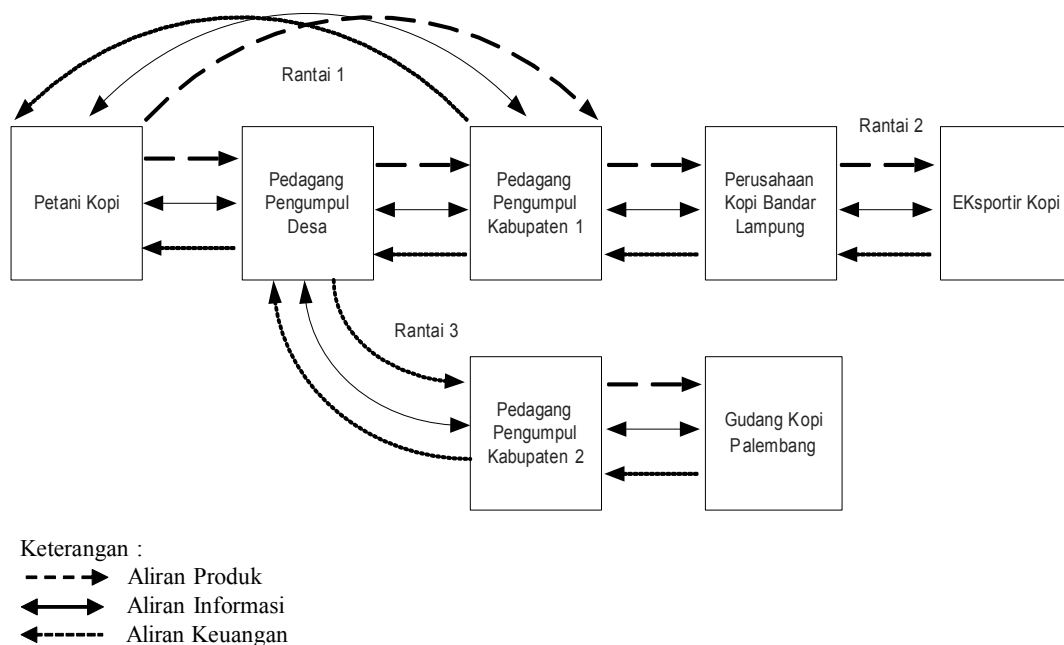 Rantai 1
Rantai 2
Petani Kopi
Pedagang
Pengumpul
Desa
Pedagang
Pengumpul
Kabupaten 1
Perusahaan
Kopi Bandar
Lampung
EKsportir Kopi
Rantai 3
Pedagang
Pengumpul
Kabupaten 2
Gudang Kopi
Palembang
Keterangan :
Aliran Produk
Aliran Informasi
Aliran Keuangan